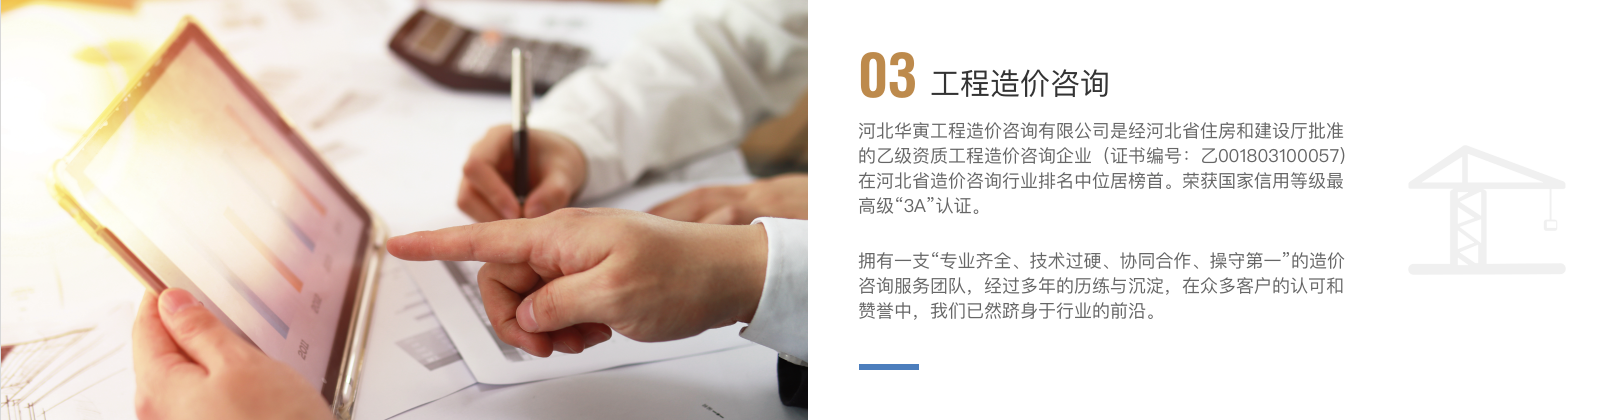 03 工程造价咨询
河北华寅工程造价咨询有限公司是经河北省住房和建设厅批准
的乙级资质工程造价咨询企业（证书编号：乙001803100057)
在河北省造价咨询行业排名中位居榜首。荣获国家信用等级最
高级“3A”认证。
拥有一支“专业齐全、技术过硬、协同合作、操守第一”的造价
咨询服务团队，经过多年的历练与沉淀，在众多客户的认可和
赞誉中，我们已然跻身于行业的前沿。